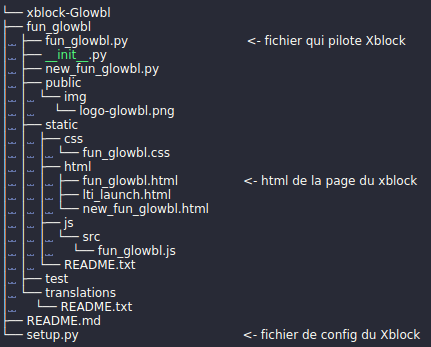 └── xblock-Glowbl
├── fun_glowbl
│   ├── fun_glowbl.py <- fichier qui pilote Xblock
│   ├── __init__.py
│   ├── new_fun_glowbl.py
│   ├── public
│   │   └── img
│   │       └── logo-glowbl.png
│   ├── static
│   │   ├── css
│   │   │   └── fun_glowbl.css
│   │   ├── html
│   │   │   ├── fun_glowbl.html <- html de la page du xblock
│   │   │   ├── lti_launch.html
│   │   │   └── new_fun_glowbl.html
│   │   ├── js
│   │   │   └── src
│   │   │       └── fun_glowbl.js
│   │   └── README.txt
│   ├── test
│   └── translations
│       └── README.txt
├── README.md
└── setup.py <- fichier de config du Xblock